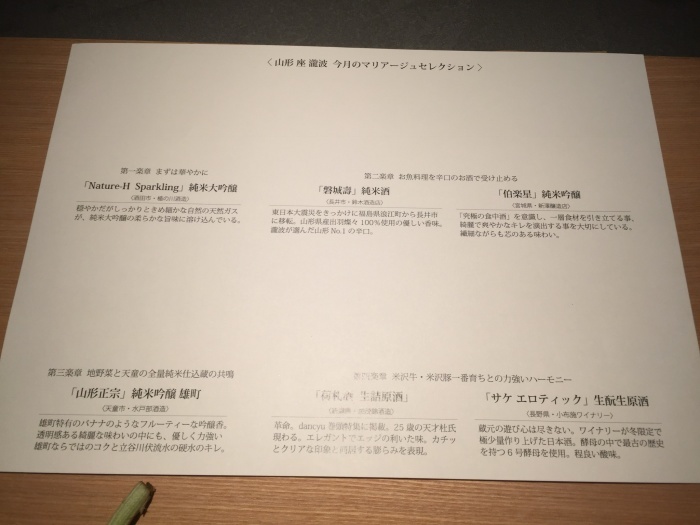 〈 山形 座 瀧波 今月のマリアージュセレクション 〉
第一楽章 まずは華やかに
「Nature-H Sparkling」純米大吟醸
（酒田市・楯の川酒造）
穏やかだがしっかりときめ細かな自然の天然ガス
が、純米大吟醸の柔らかな旨味に溶け込んでいる。
第二楽章 お魚料理を辛口のお酒で受け止める
「磐城壽」純米酒
（長井市・鈴木酒造店）
東日本大震災をきっかけに福島県浪江町から長井市
に移転。山形県産出羽燦々100％使用の優しい香味。
瀧波が選んだ山形 No.1 の辛口。
「伯楽星」純米吟醸
（宮城県・新澤醸造店）
「究極の食中酒」を意識し、一層食材を引き立てる事、
綺麗で爽やかなキレを演出する事を大切にしている。
繊細ながらも芯のある味わい。
第三楽章 地野菜と天童の全量純米仕込蔵の共鳴
「山形正宗」純米吟醸 雄町
（天童市・水戸部酒造）
雄町特有のバナナのようなフルーティーな吟醸香。
透明感ある綺麗な味わいの中にも、優しく力強い
雄町ならではのコクと立谷川伏流水の硬水のキレ。
米沢牛・米沢豚一番育ちとの力強いハーモニー
生詰原酒」
革命。dancyu 巻頭特集に掲載。25 歳の天才杜氏
現わる。エレガントでエッジの利いた味。カチッ
とクリアな印象と同居する膨らみを表現。
「サケ エロティック」生酛生原酒
（長野県・小布施ワイナリー）
蔵元の遊び心は尽きない。ワイナリーが冬限定で
極少量作り上げた日本酒。酵母の中で最古の歴史
を持つ 6 号酵母を使用。程良い酸味。